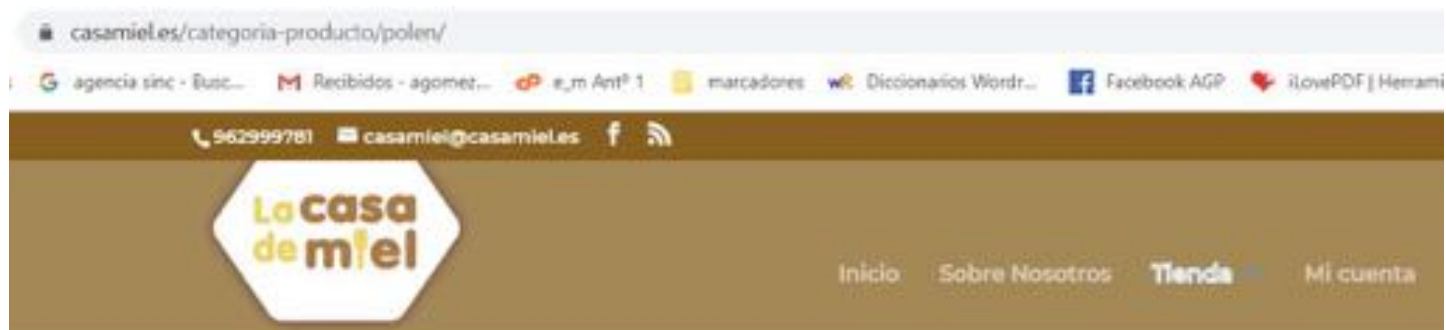 casamiel.es/categoria-producto/polen/
agencia sinc - Busc... Recibidos - agomez... e_m Antº 1 marcadores wR Diccionarios Wordr... Facebook AGP iLovePDF | Herrami
962999781 casamiel@casamiel.es
La casa
de miel
Inicio Sobre Nosotros Tienda Mi cuenta